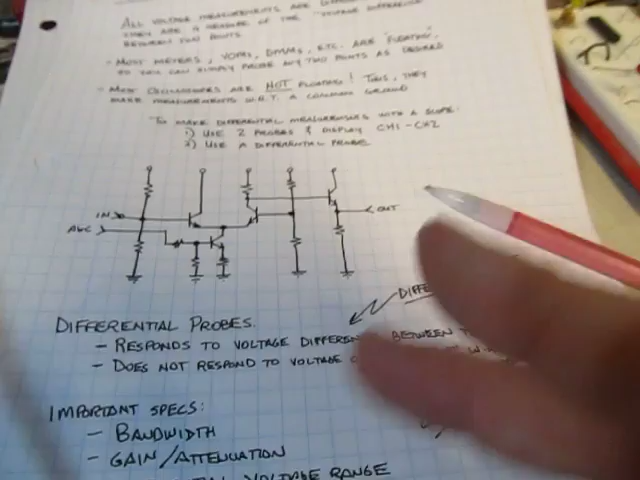 ALL VOLTAGE MEASUREMENTS ARE
THEY ARE A MEASURE OF THE "VOLTAGE DIFFERENCE
BETWEEN TWO POINTS
- MOST METERS, VOMS, DMMS, ETC. ARE "FLOATING",
SO YOU CAN SIMPLY PROBE ANY TWO POINTS AS DESIRED
- MOST OSCILLOSCOPES ARE NOT FLOATING! THUS, THEY
MAKE MEASUREMENTS W.R.T. A COMMON GROUND
TO MAKE DIFFERENTIAL MEASUREMENTS WITH A SCOPE:
1) USE 2 PROBES & DISPLAY CH1-CH2
2) USE A DIFFERENTIAL PROBE
IN
AGC
OUT
DIFFE
DIFFERENTIAL PROBES.
- RESPONDS TO VOLTAGE DIFFEREN BETWEEN T
- DOES NOT RESPOND TO VOLTAGE
IMPORTANT SPECS:
- BANDWIDTH
- GAIN/ATTENUATION
VOLTAGE RANGE